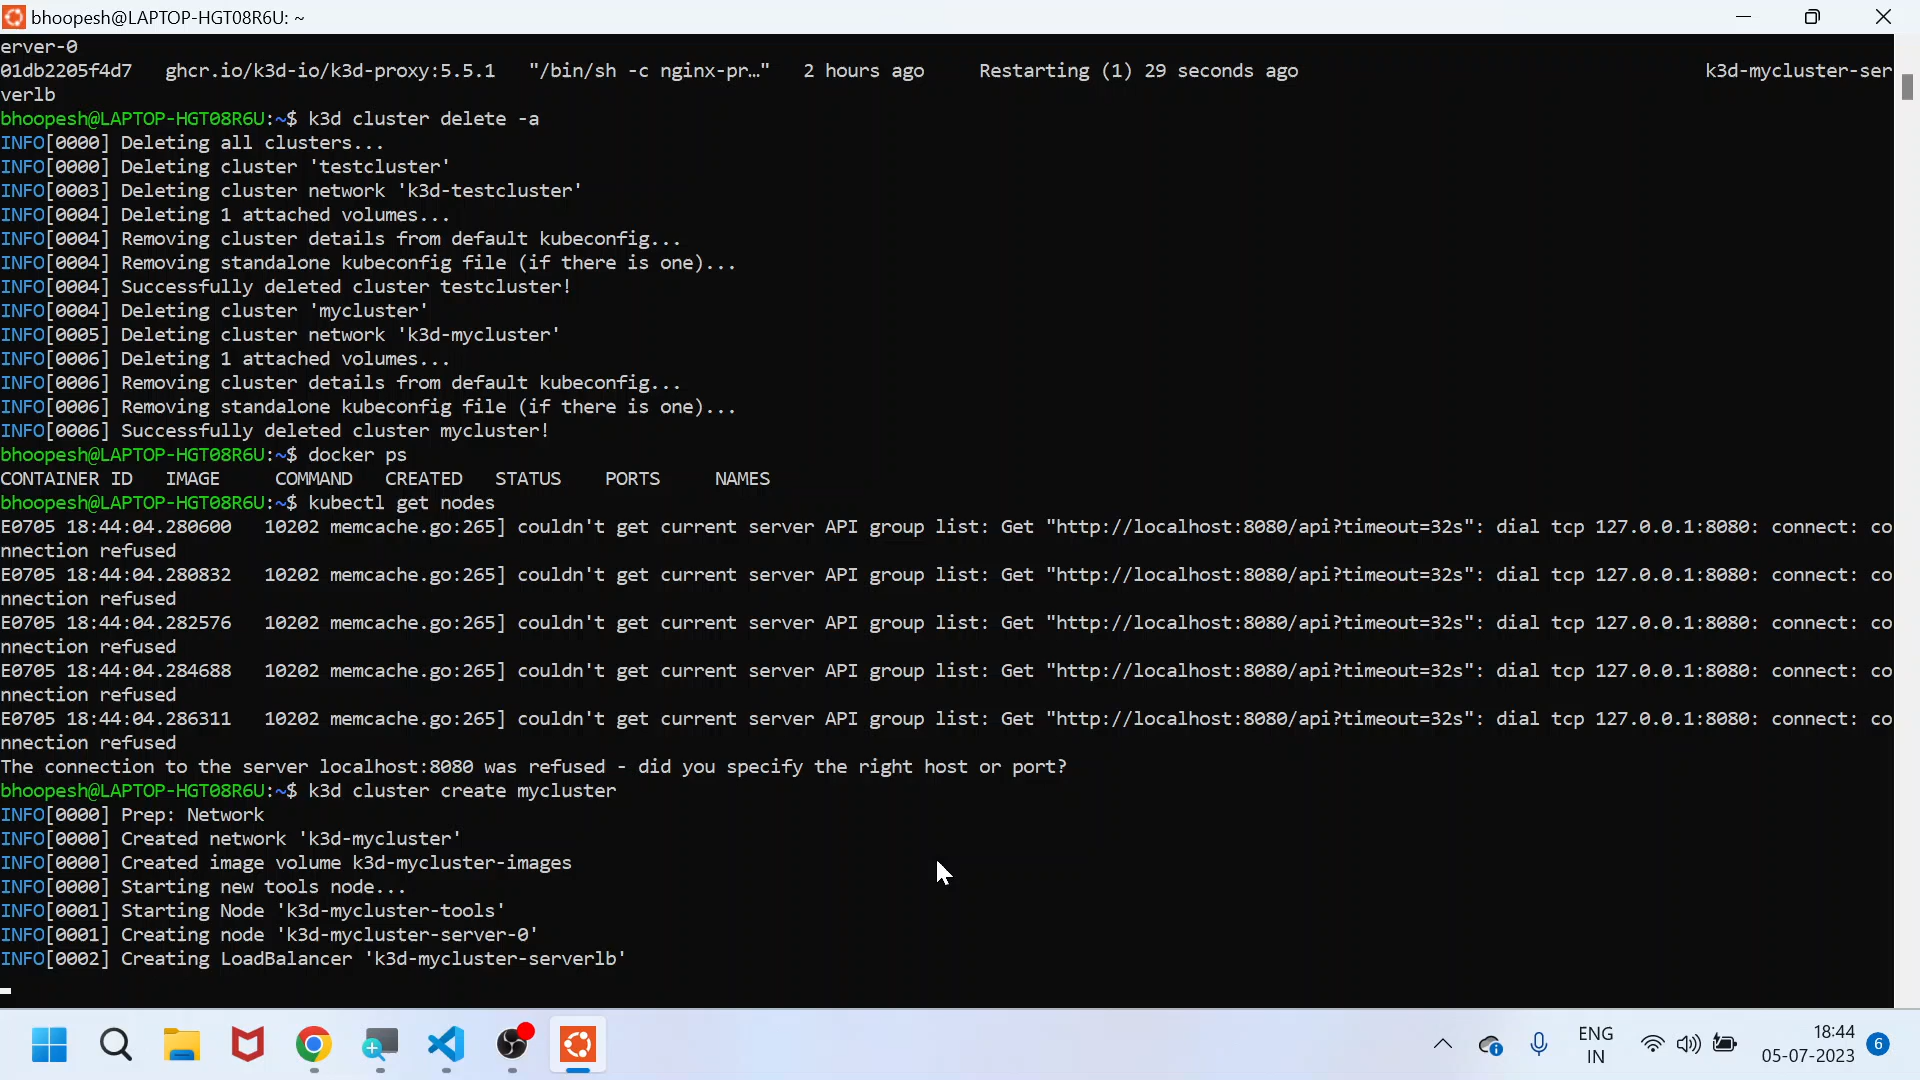 bhoopesh@LAPTOP-HGT08R6U: ~
erver-0
01db2205f4d7   ghcr.io/k3d-io/k3d-proxy:5.5.1   "/bin/sh -c nginx-pr…"   2 hours ago     Restarting (1) 29 seconds ago                                     k3d-mycluster-ser
verlb
bhoopesh@LAPTOP-HGT08R6U:~$ k3d cluster delete -a
INFO[0000] Deleting all clusters...
INFO[0000] Deleting cluster 'testcluster'
INFO[0003] Deleting cluster network 'k3d-testcluster'
INFO[0004] Deleting 1 attached volumes...
INFO[0004] Removing cluster details from default kubeconfig...
INFO[0004] Removing standalone kubeconfig file (if there is one)...
INFO[0004] Successfully deleted cluster testcluster!
INFO[0004] Deleting cluster 'mycluster'
INFO[0005] Deleting cluster network 'k3d-mycluster'
INFO[0006] Deleting 1 attached volumes...
INFO[0006] Removing cluster details from default kubeconfig...
INFO[0006] Removing standalone kubeconfig file (if there is one)...
INFO[0006] Successfully deleted cluster mycluster!
bhoopesh@LAPTOP-HGT08R6U:~$ docker ps
CONTAINER ID   IMAGE     COMMAND   CREATED   STATUS    PORTS     NAMES
bhoopesh@LAPTOP-HGT08R6U:~$ kubectl get nodes
E0705 18:44:04.280600   10202 memcache.go:265] couldn't get current server API group list: Get "http://localhost:8080/api?timeout=32s": dial tcp 127.0.0.1:8080: connect: co
nnection refused
E0705 18:44:04.280832   10202 memcache.go:265] couldn't get current server API group list: Get "http://localhost:8080/api?timeout=32s": dial tcp 127.0.0.1:8080: connect: co
nnection refused
E0705 18:44:04.282576   10202 memcache.go:265] couldn't get current server API group list: Get "http://localhost:8080/api?timeout=32s": dial tcp 127.0.0.1:8080: connect: co
nnection refused
E0705 18:44:04.284688   10202 memcache.go:265] couldn't get current server API group list: Get "http://localhost:8080/api?timeout=32s": dial tcp 127.0.0.1:8080: connect: co
nnection refused
E0705 18:44:04.286311   10202 memcache.go:265] couldn't get current server API group list: Get "http://localhost:8080/api?timeout=32s": dial tcp 127.0.0.1:8080: connect: co
nnection refused
The connection to the server localhost:8080 was refused - did you specify the right host or port?
bhoopesh@LAPTOP-HGT08R6U:~$ k3d cluster create mycluster
INFO[0000] Prep: Network
INFO[0000] Created network 'k3d-mycluster'
INFO[0000] Created image volume k3d-mycluster-images
INFO[0000] Starting new tools node...
INFO[0001] Starting Node 'k3d-mycluster-tools'
INFO[0001] Creating node 'k3d-mycluster-server-0'
INFO[0002] Creating LoadBalancer 'k3d-mycluster-serverlb'
ENG
IN
18:44
05-07-2023
6